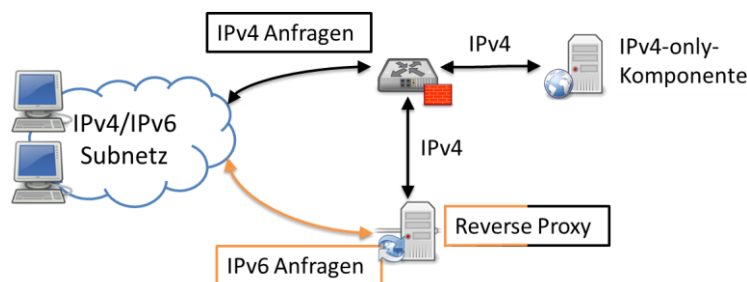 IPv4 Anfragen
IPv4
IPv4-only-
Komponente
IPv4/IPv6
Subnetz
IPv4
Reverse Proxy
IPv6 Anfragen